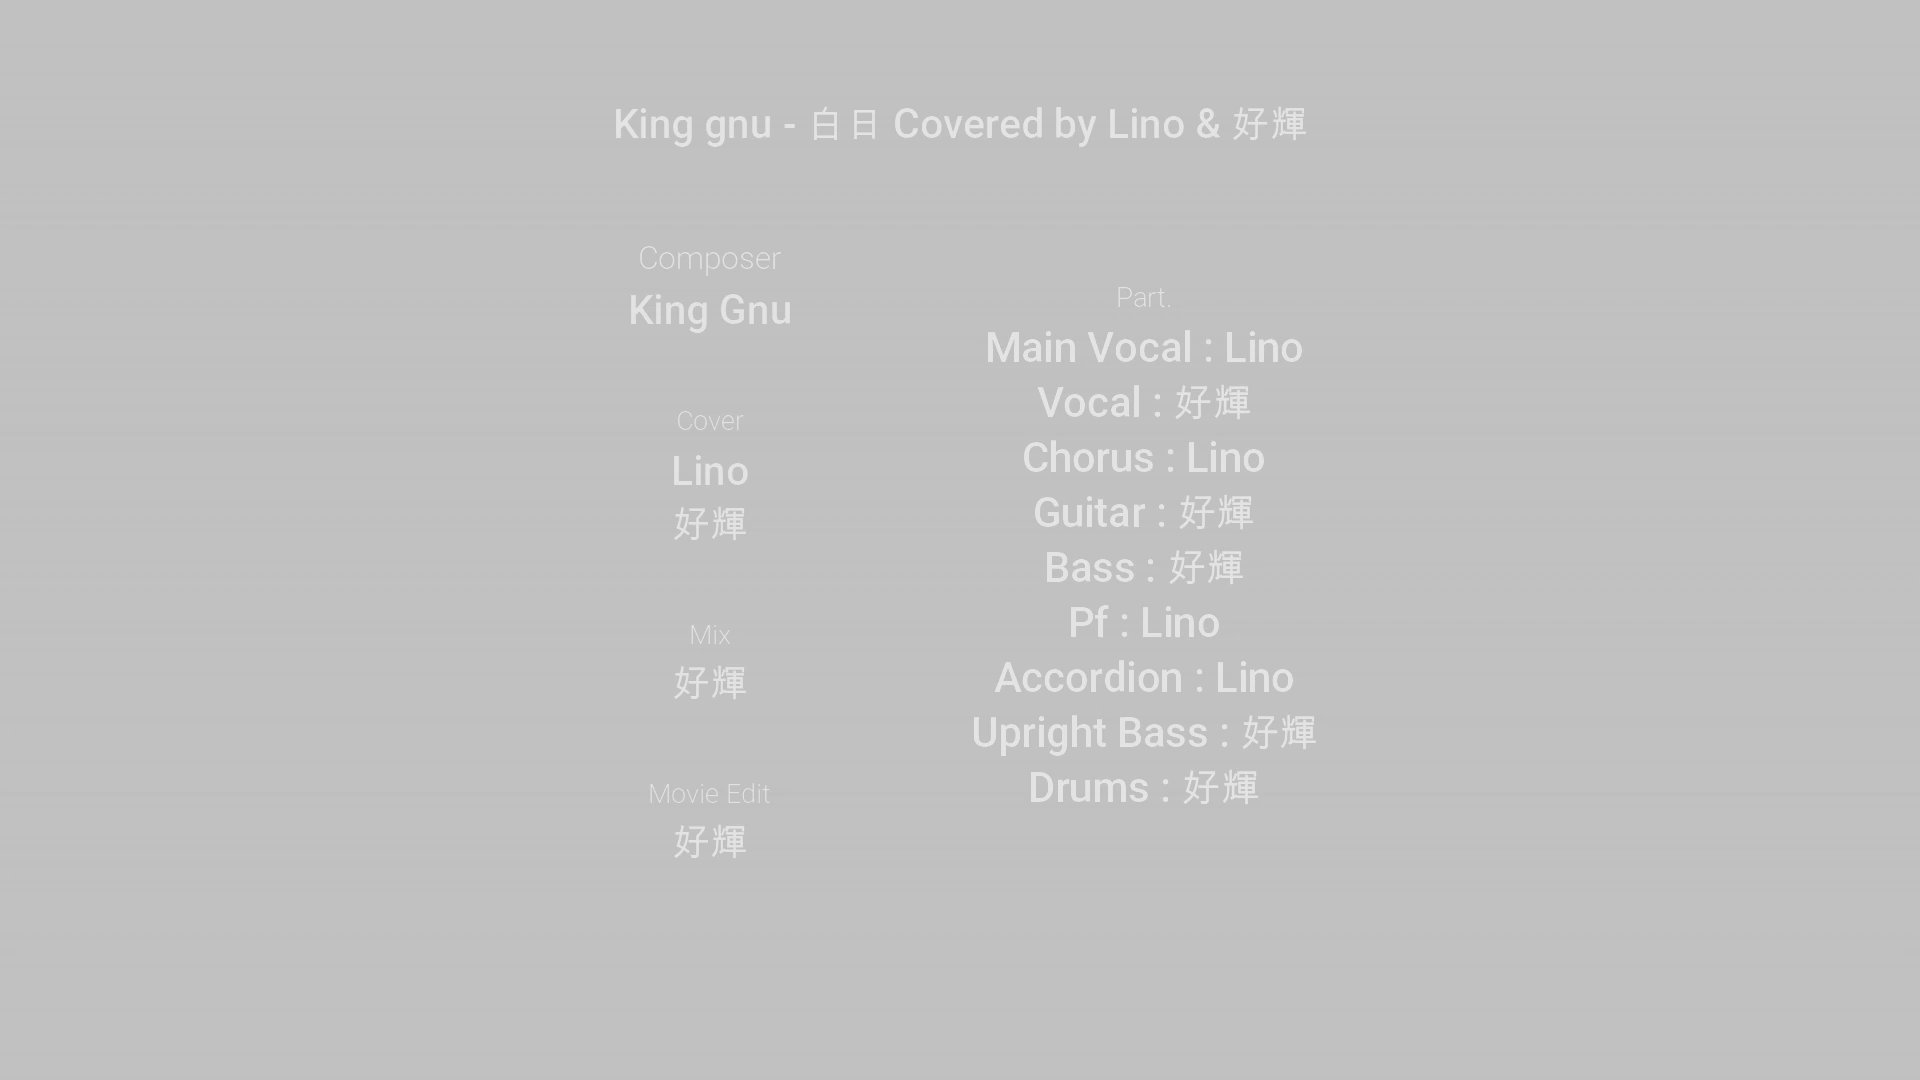 King gnu - 白日 Covered by Lino & 好輝
Composer
King Gnu
Cover
Lino
好輝
Mix
好輝
Movie Edit
好輝
Part.
Main Vocal : Lino
Vocal : 好輝
Chorus : Lino
Guitar : 好輝
Bass : 好輝
Pf : Lino
Accordion : Lino
Upright Bass : 好輝
Drums : 好輝